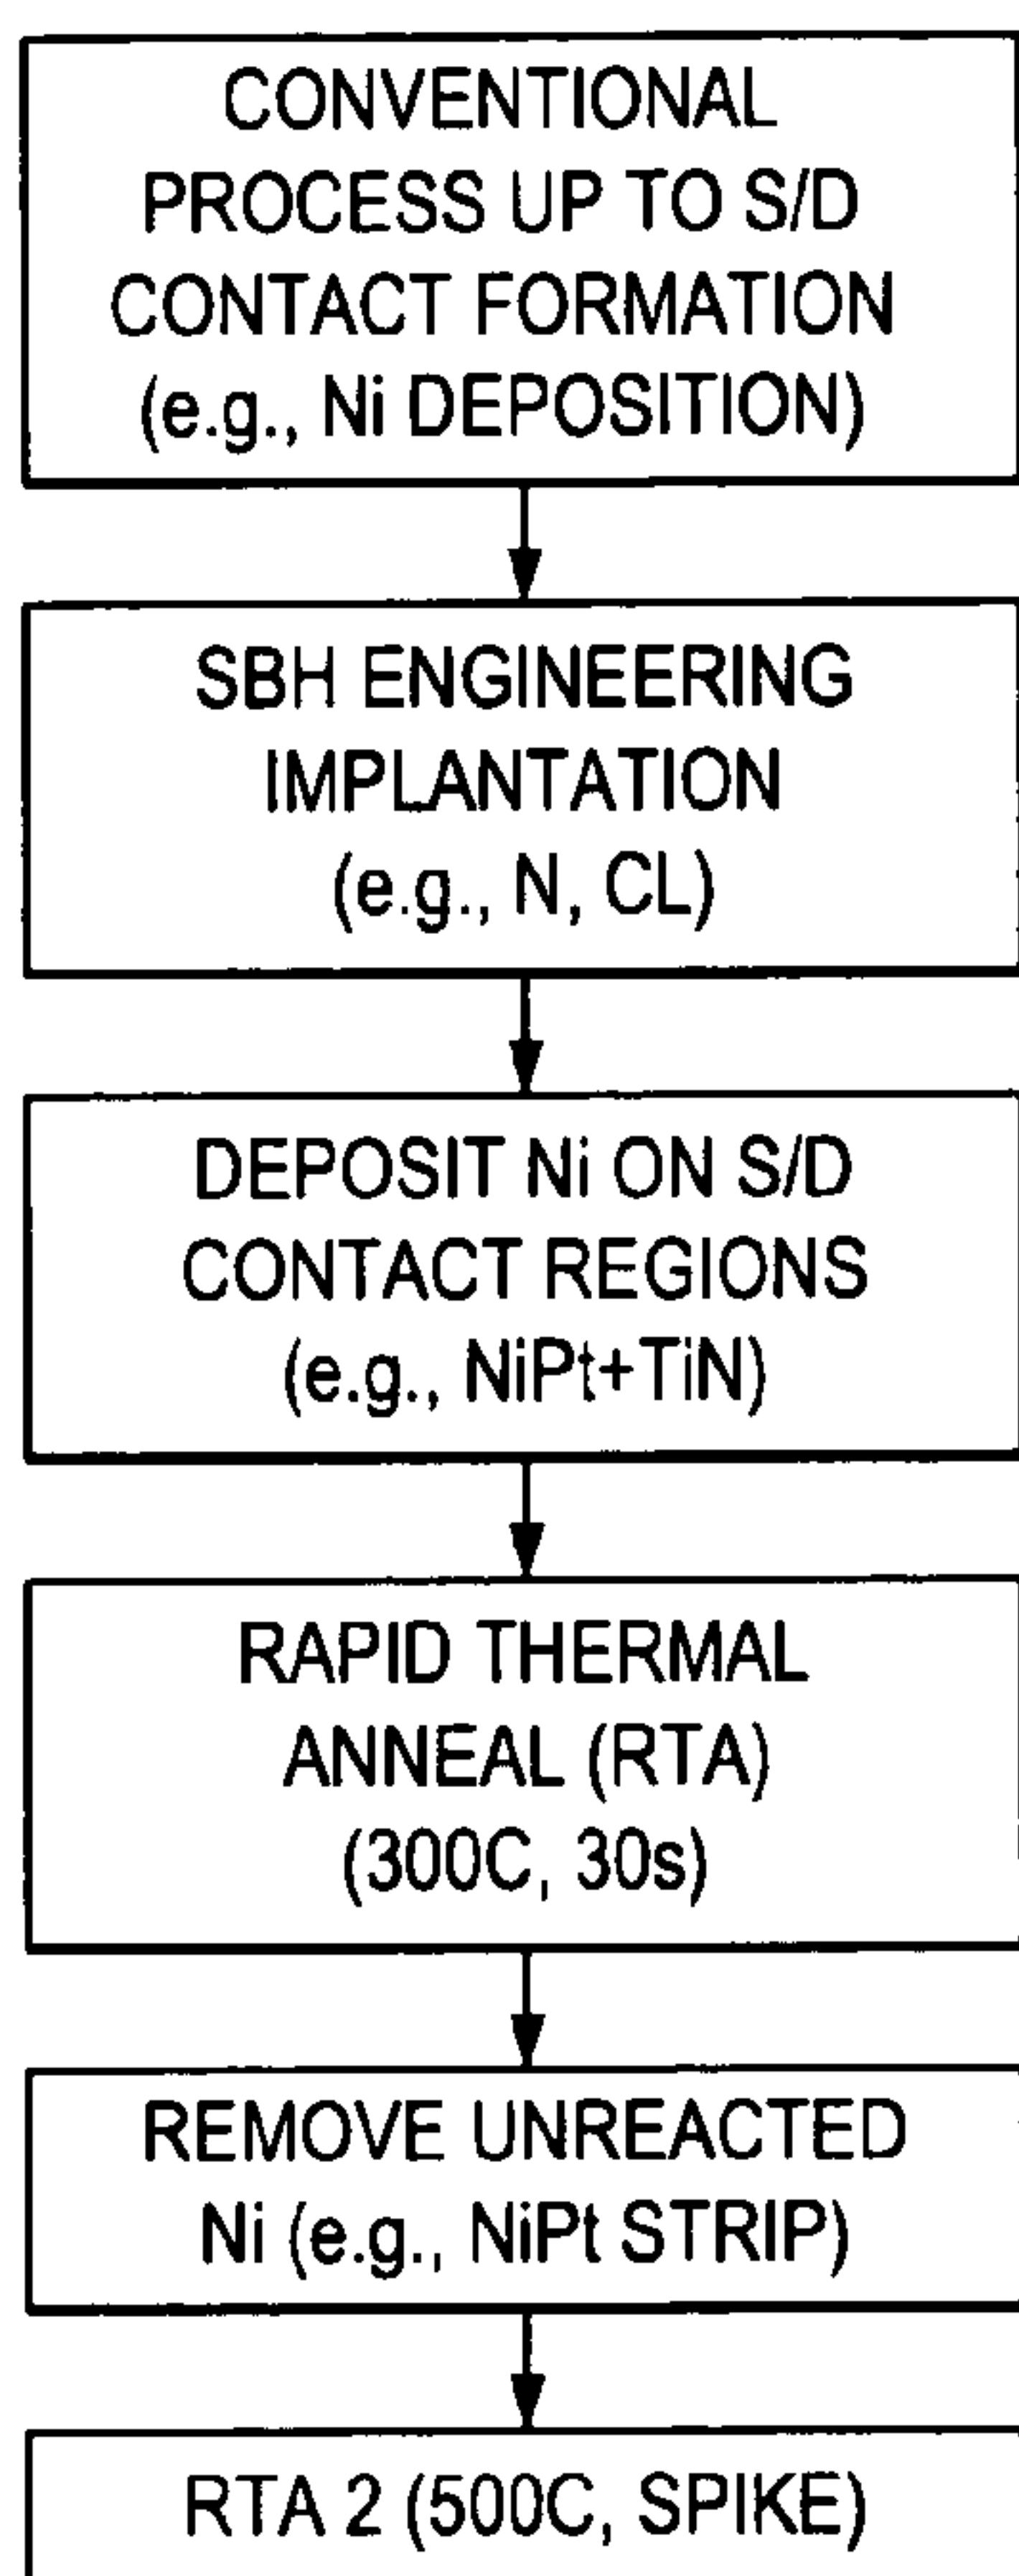 CONVENTIONAL
PROCESS UP TO S/D
CONTACT FORMATION
(e.g., Ni DEPOSITION)
SBH ENGINEERING
IMPLANTATION
(e.g., N, CL)
DEPOSIT Ni ON S/D
CONTACT REGIONS
(e.g., NiPt+TiN)
RAPID THERMAL
ANNEAL (RTA)
(300C, 30s)
REMOVE UNREACTED
Ni (e.g., NiPt STRIP)
RTA 2 (500C, SPIKE)